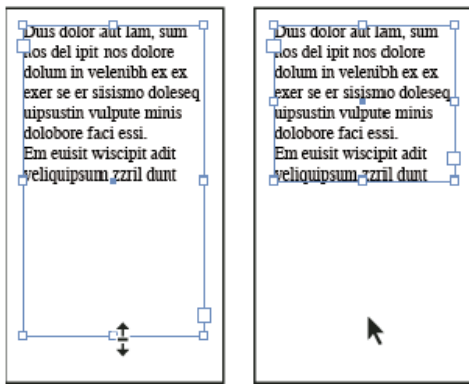 Duis dolor aut lam, sum
nos del ipit nos dolore
dolum in velenibh ex ex
exer se er sisismo doleseq
uipsustin vulpute minis
dolobore faci essi.
Em euisit wiscipit adit
veliquipsum zzril dunt
Duis dolor aut lam, sum
nos del ipit nos dolore
dolum in velenibh ex ex
exer se er sisismo doleseq
uipsustin vulpute minis
dolobore faci essi.
Em euisit wiscipit adit
veliquipsum zzril dunt